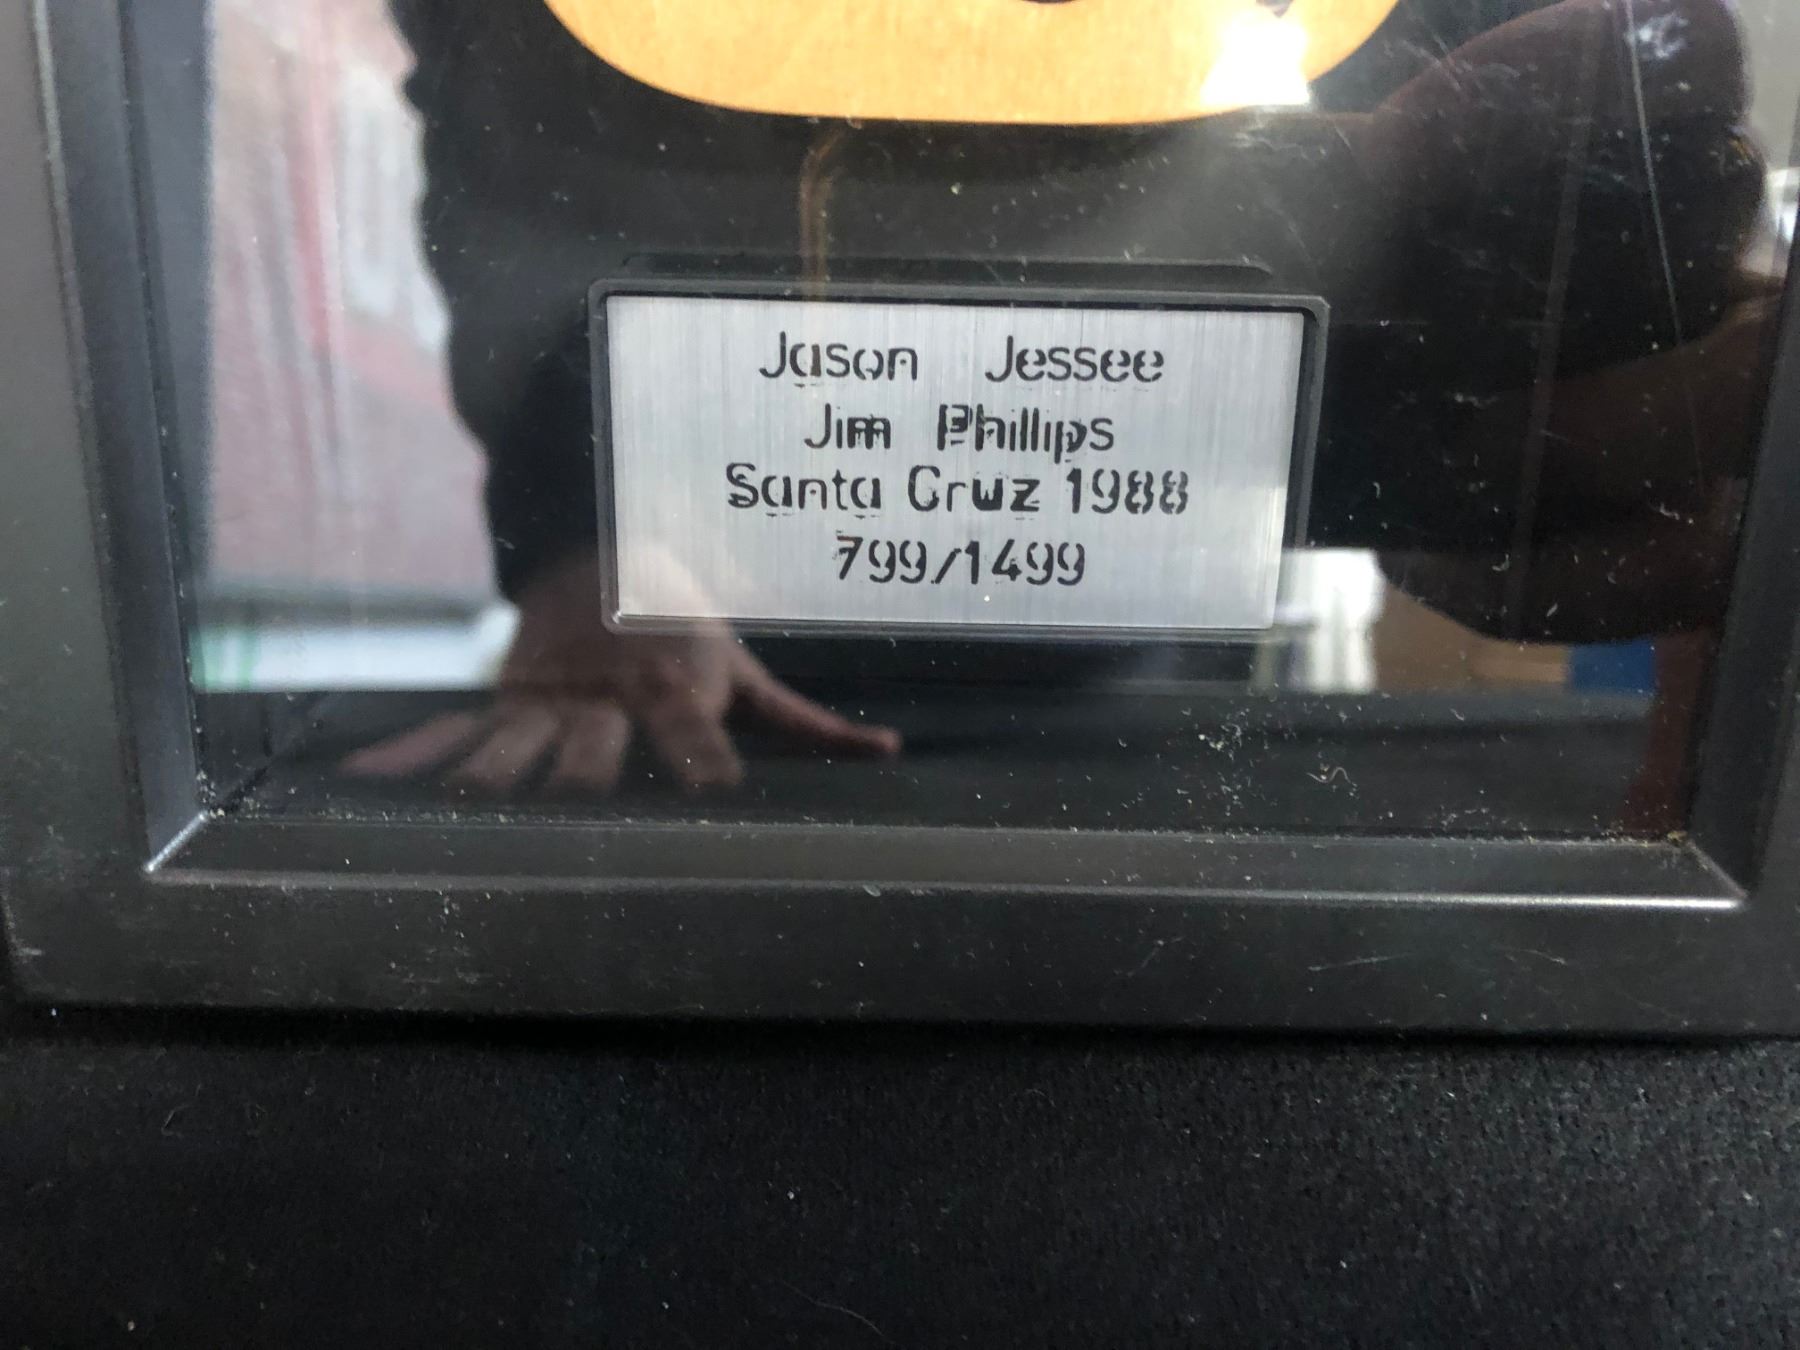 Jason Jessee
Jim Phillips
Santa Cruz 1988
799/1499